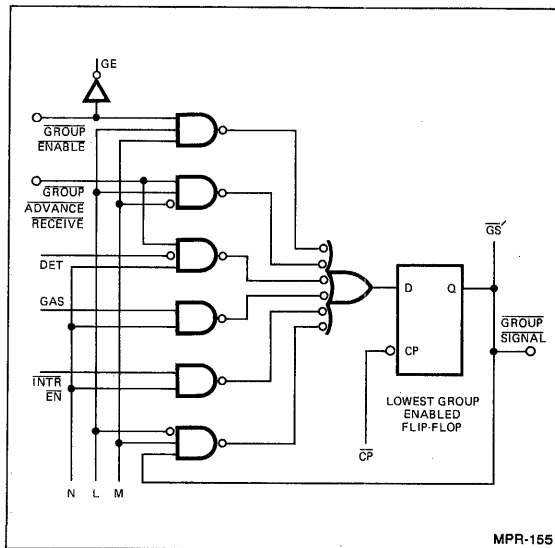 GE
GROUP
ENABLE
GROUP
ADVANCE
RECEIVE
DET
GAS
INTR
EN
N L M
D Q
CP
GS′
GROUP
SIGNAL
LOWEST GROUP
ENABLED
FLIP-FLOP
CP
MPR-155